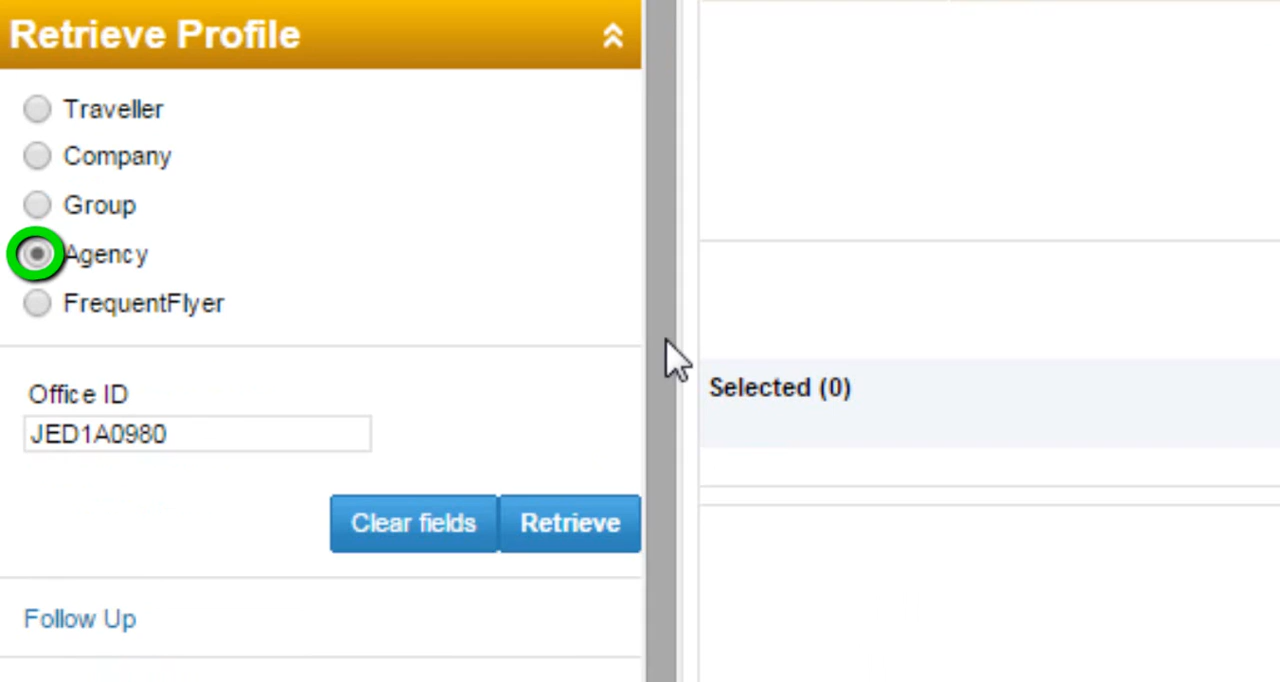 Retrieve Profile
Traveller
Company
Group
Agency
FrequentFlyer
Office ID
JED1A0980
Clear fields
Retrieve
Follow Up
Selected (0)